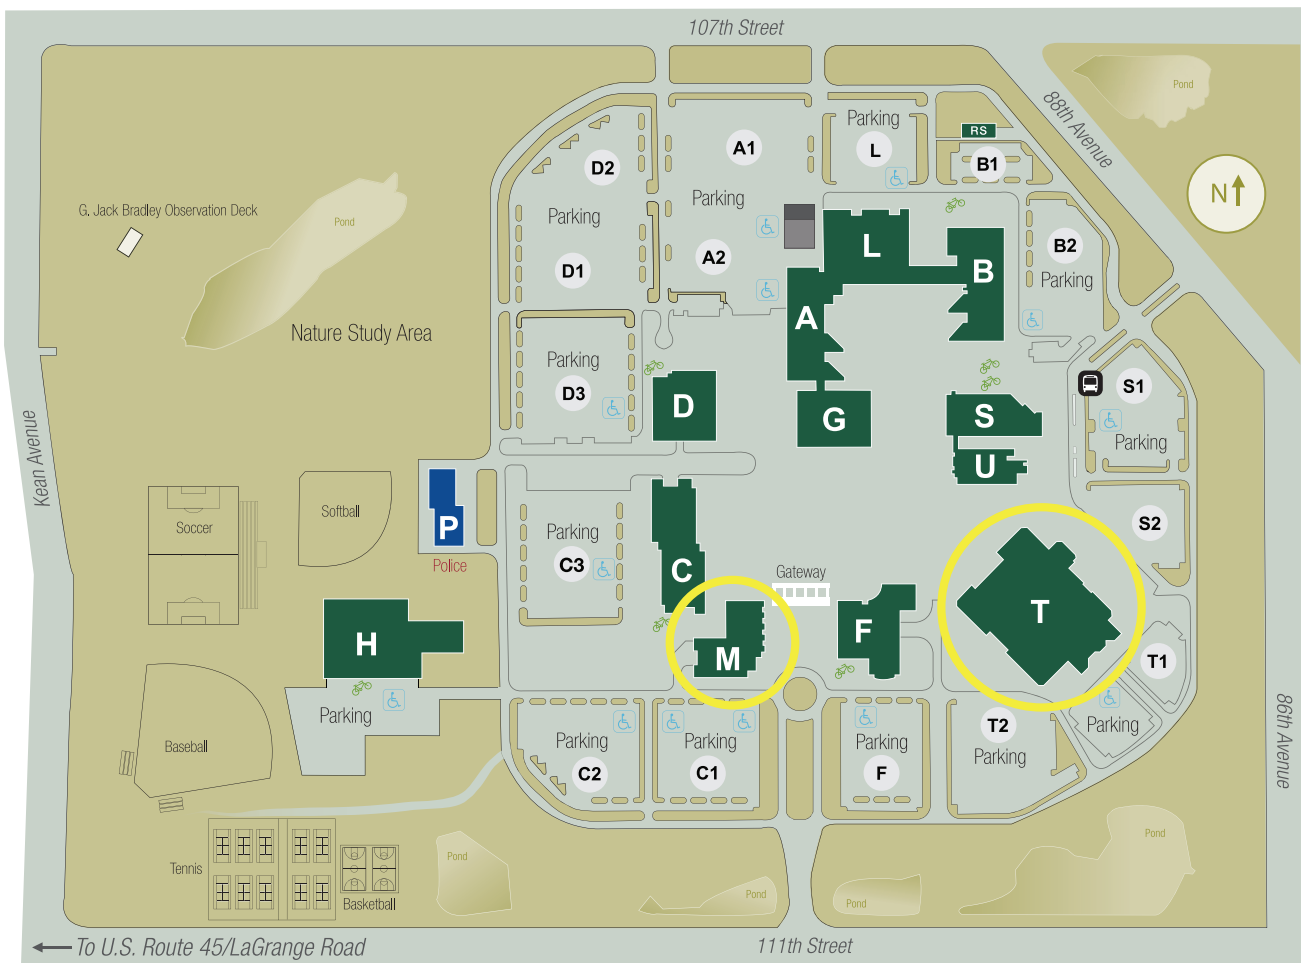 107th Street
Pond
88th Avenue
Parking
L
RS
A1
B1
D2
N
G. Jack Bradley Observation Deck
Pond
Parking
Parking
L
B
B2
Parking
D1
A2
A
Nature Study Area
Parking
D3
D
G
S
S1
Parking
Kean Avenue
U
Soccer
Softball
P
Police
Parking
C3
C
Gateway
S2
T
H
M
F
T1
Parking
Baseball
Parking
C2
Parking
C1
Parking
F
T2
Parking
Parking
86th Avenue
Pond
Pond
Tennis
Basketball
Pond
Pond
To U.S. Route 45/LaGrange Road
111th Street